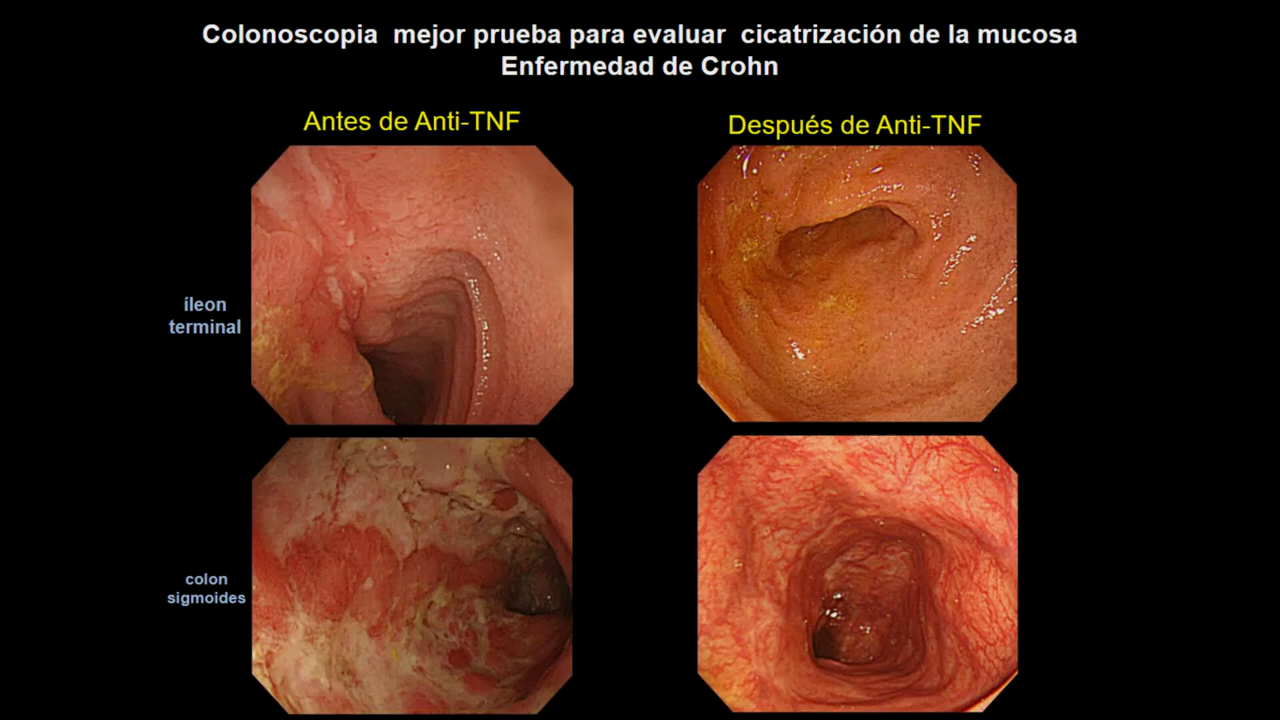 Colonoscopia mejor prueba para evaluar cicatrización de la mucosa
Enfermedad de Crohn
Antes de Anti-TNF
Después de Anti-TNF
íleon
terminal
colon
sigmoides